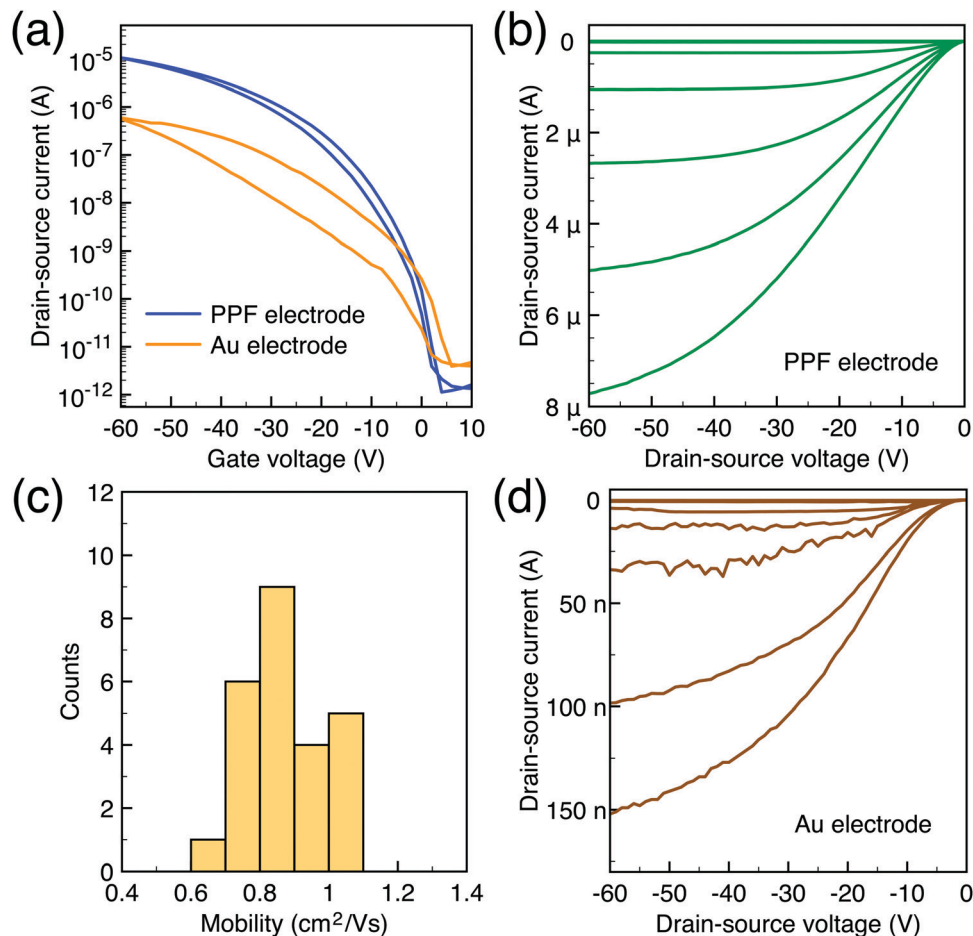 (a)
Drain-source current (A)
10⁻⁵
10⁻⁶
10⁻⁷
10⁻⁸
10⁻⁹
10⁻¹⁰
10⁻¹¹
10⁻¹²
PPF electrode
Au electrode
-60 -50 -40 -30 -20 -10 0 10
Gate voltage (V)
(b)
Drain-source current (A)
0
2 μ
4 μ
6 μ
8 μ
PPF electrode
-60 -50 -40 -30 -20 -10 0
Drain-source voltage (V)
(c)
Counts
12
10
8
6
4
2
0
0.4 0.6 0.8 1 1.2 1.4
Mobility (cm²/Vs)
(d)
Drain-source current (A)
0
50 n
100 n
150 n
Au electrode
-60 -50 -40 -30 -20 -10 0
Drain-source voltage (V)